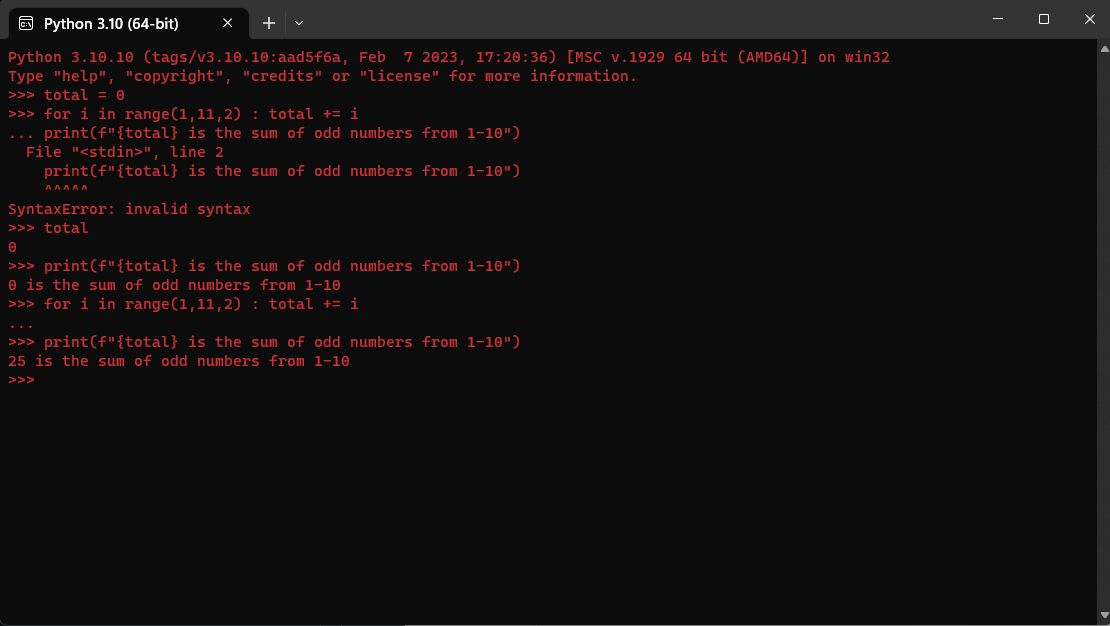 Python 3.10 (64-bit)
Python 3.10.10 (tags/v3.10.10:aad5f6a, Feb  7 2023, 17:20:36) [MSC v.1929 64 bit (AMD64)] on win32
Type "help", "copyright", "credits" or "license" for more information.
>>> total = 0
>>> for i in range(1,11,2) : total += i
... print(f"{total} is the sum of odd numbers from 1-10")
  File "<stdin>", line 2
    print(f"{total} is the sum of odd numbers from 1-10")
    ^^^^^
SyntaxError: invalid syntax
>>> total
0
>>> print(f"{total} is the sum of odd numbers from 1-10")
0 is the sum of odd numbers from 1-10
>>> for i in range(1,11,2) : total += i
...
>>> print(f"{total} is the sum of odd numbers from 1-10")
25 is the sum of odd numbers from 1-10
>>>